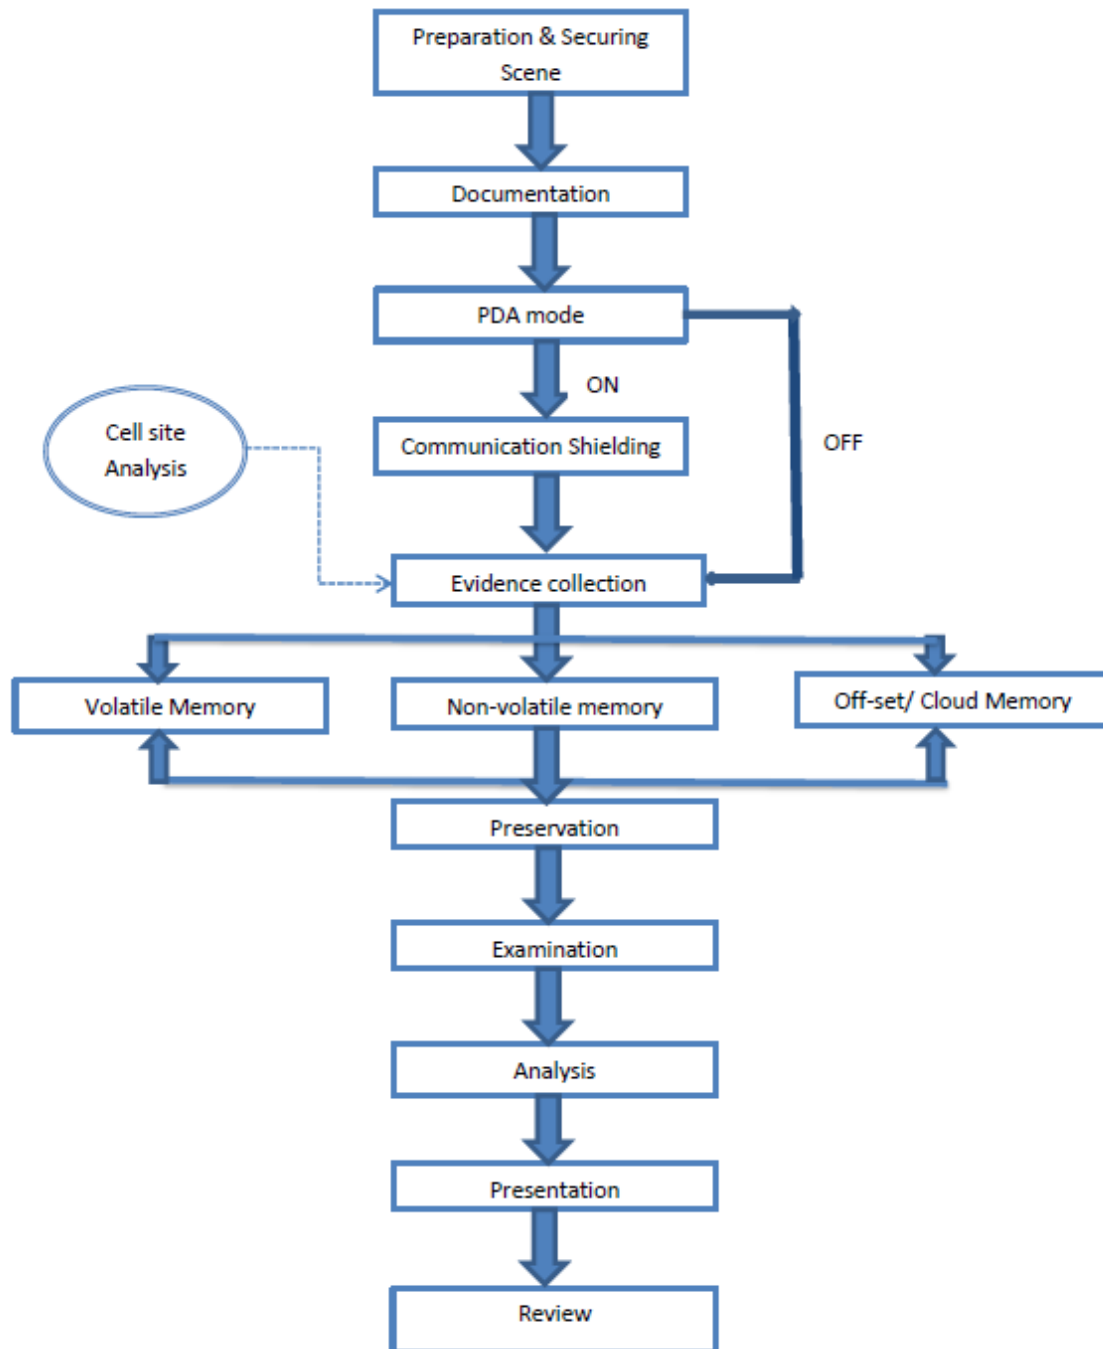 Preparation & Securing
Scene
Documentation
PDA mode
ON
Cell site
Analysis
Communication Shielding
OFF
Evidence collection
Volatile Memory
Non-volatile memory
Off-set/ Cloud Memory
Preservation
Examination
Analysis
Presentation
Review